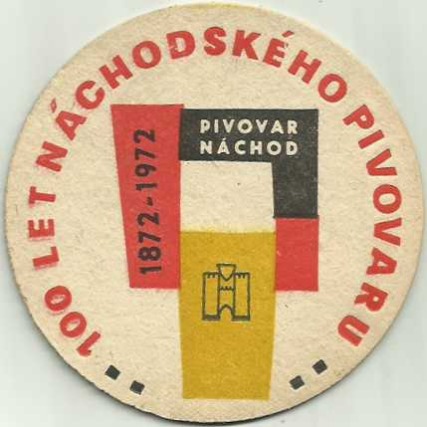 100 LET NÁCHODSKÉHO PIVOVARU
PIVOVAR
NÁCHOD
1872-1972